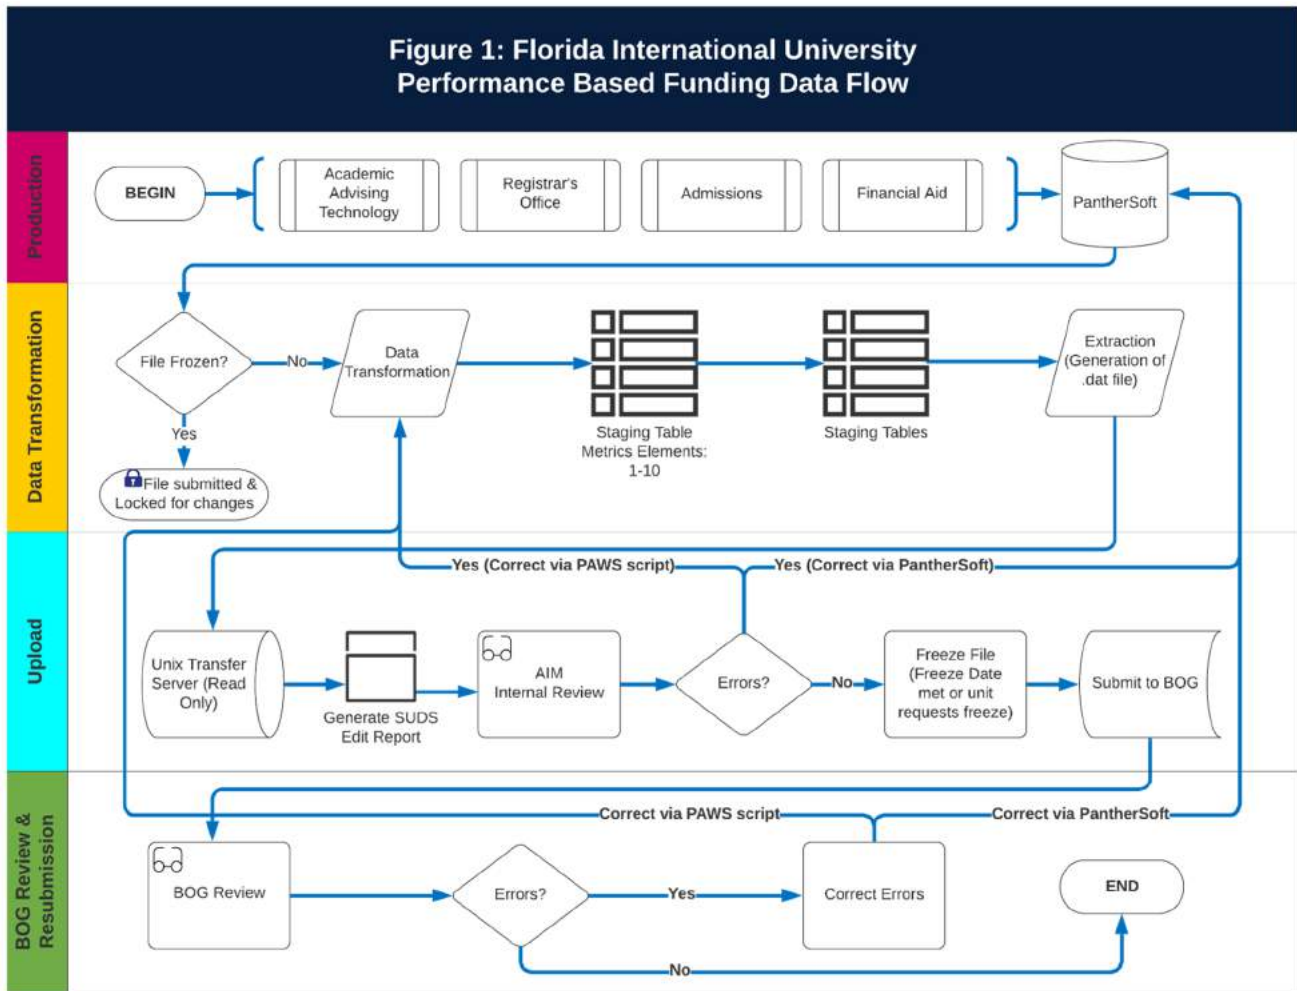 Figure 1: Florida International University
Performance Based Funding Data Flow
Production
BEGIN
Academic
Advising
Technology
Registrar's
Office
Admissions
Financial Aid
PantherSoft
Data Transformation
File Frozen?
No
Data
Transformation
Staging Table
Metrics Elements:
1-10
Staging Tables
Extraction
(Generation of
.dat file)
Yes
File submitted &
Locked for changes
Upload
Yes (Correct via PAWS script)
Yes (Correct via PantherSoft)
Unix Transfer
Server (Read
Only)
Generate SUDS
Edit Report
AIM
Internal Review
Errors?
No
Freeze File
(Freeze Date
met or unit
requests freeze)
Submit to BOG
BOG Review &
Resubmission
Correct via PAWS script
Correct via PantherSoft
BOG Review
Errors?
Yes
Correct Errors
END
No